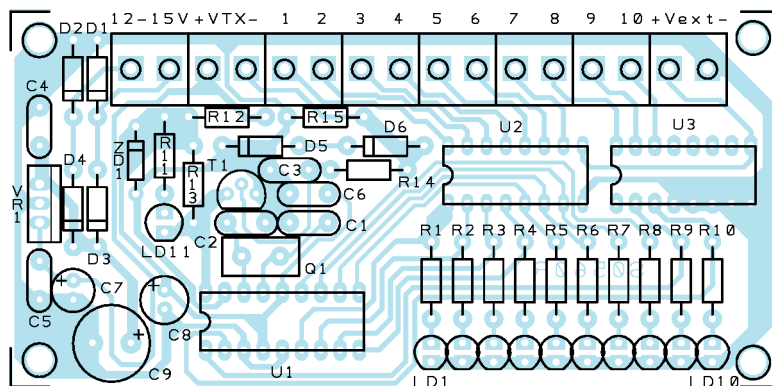 12-15V +VTX- 1 2 3 4 5 6 7 8 9 10 +Vext-
D2 D1
C4
R12 R15
D6
U2 U3
ZD1 R11 D5
D4 T1 C3
R13 R14
VR1 C6
C2 C1
LD11 R1 R2 R3 R4 R5 R6 R7 R8 R9 R10
D3
Q1
+ C7 +
C5 C8
+
U1
C9 LD1 LD10